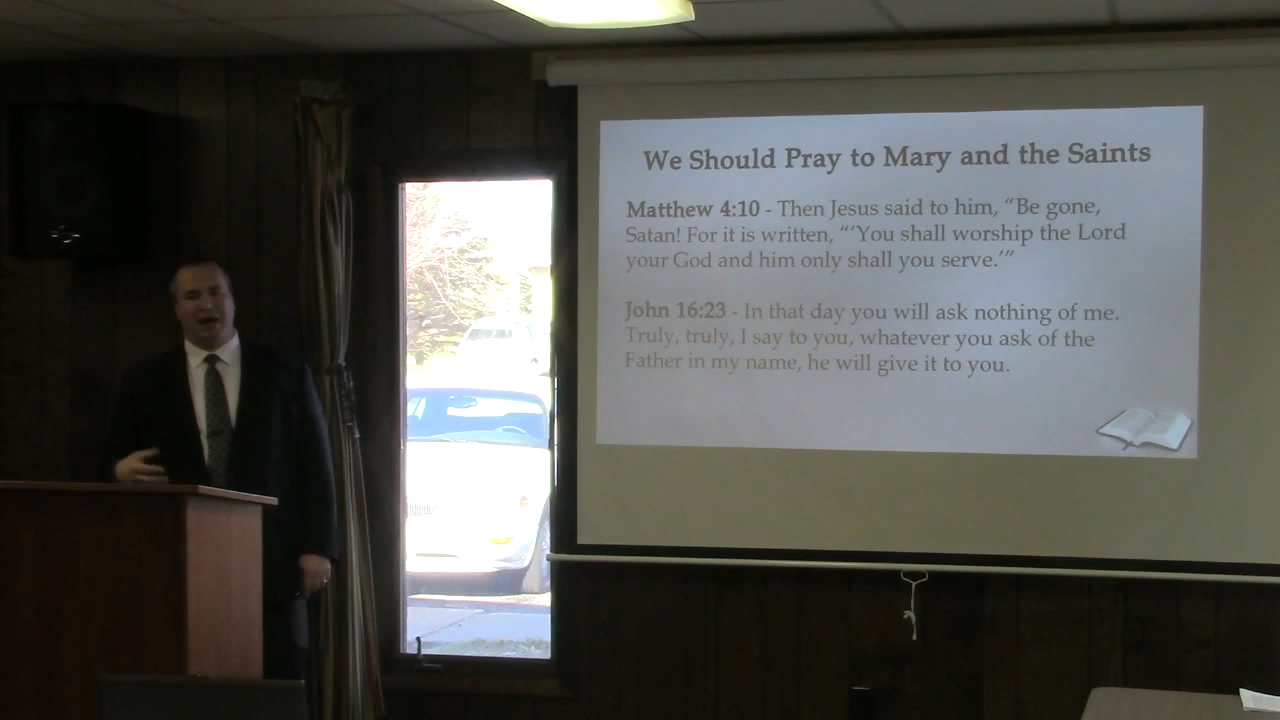 We Should Pray to Mary and the Saints
Matthew 4:10 - Then Jesus said to him, “Be gone,
Satan! For it is written, “‘You shall worship the Lord
your God and him only shall you serve.’”
John 16:23 - In that day you will ask nothing of me.
Truly, truly, I say to you, whatever you ask of the
Father in my name, he will give it to you.